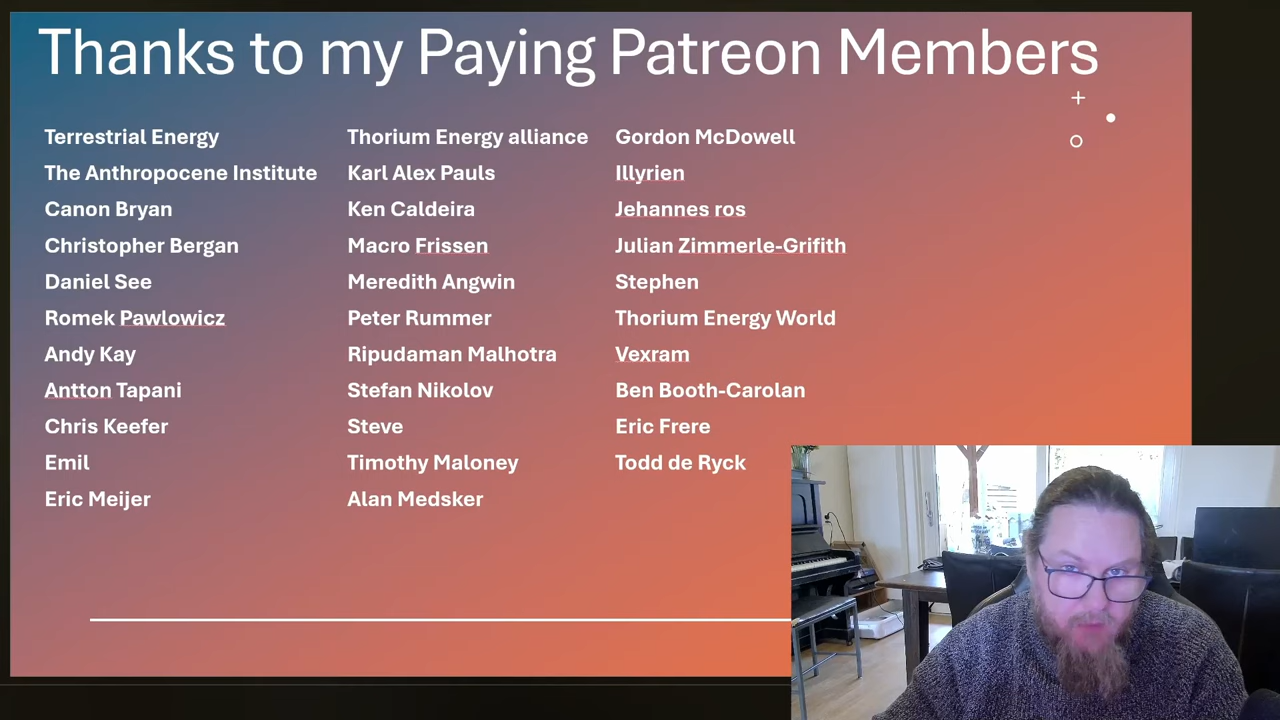 Thanks to my Paying Patreon Members
Terrestrial Energy
The Anthropocene Institute
Canon Bryan
Christopher Bergan
Daniel See
Romek Pawlowicz
Andy Kay
Antton Tapani
Chris Keefer
Emil
Eric Meijer
Thorium Energy alliance
Karl Alex Pauls
Ken Caldeira
Macro Frissen
Meredith Angwin
Peter Rummer
Ripudaman Malhotra
Stefan Nikolov
Steve
Timothy Maloney
Alan Medsker
Gordon McDowell
Illyrien
Jehannes ros
Julian Zimmerle-Grifith
Stephen
Thorium Energy World
Vexram
Ben Booth-Carolan
Eric Frere
Todd de Ryck